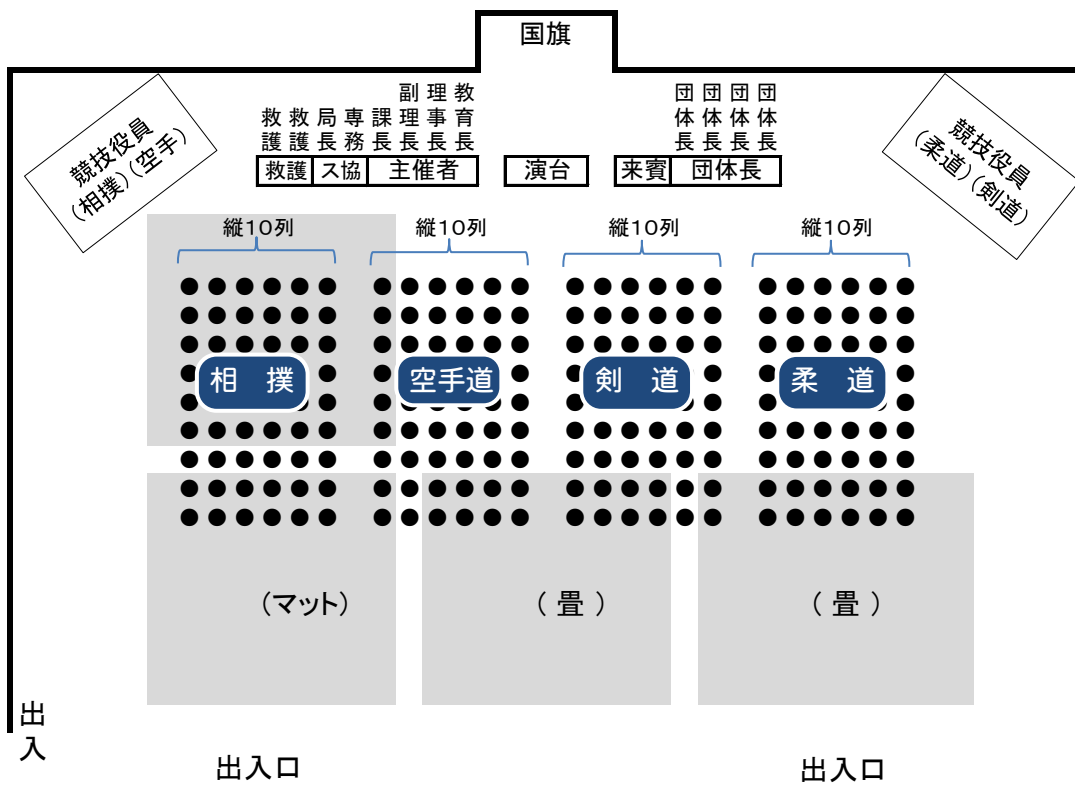 国旗
競技役員
(相撲)(空手)
救護
救護
局長
専務
課長
副理事長
理事長
教育長
団体長
団体長
団体長
団体長
競技役員
(柔道)(剣道)
救護
ス協
主催者
演台
来賓
団体長
縦10列
縦10列
縦10列
縦10列
相 撲
空手道
剣 道
柔 道
(マット)
( 畳 )
( 畳 )
出入
出入口
出入口